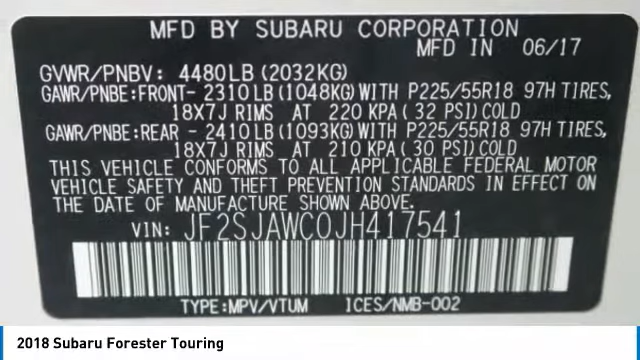 MFD BY SUBARU CORPORATION
MFD IN 06/17
GVWR/PNBV: 4480LB (2032KG)
GAWR/PNBE:FRONT- 2310LB (1048KG)WITH P225/55R18 97H TIRES,
18X7J RIMS AT 220 KPA ( 32 PSI) COLD
GAWR/PNBE:REAR - 2410LB (1093KG)WITH P225/55R18 97H TIRES,
18X7J RIMS AT 210 KPA ( 30 PSI) COLD
THIS VEHICLE CONFORMS TO ALL APPLICABLE FEDERAL MOTOR
VEHICLE SAFETY AND THEFT PREVENTION STANDARDS IN EFFECT ON
THE DATE OF MANUFACTURE SHOWN ABOVE.
VIN: JF2SJAWC0JH417541
TYPE:MPV/VTUM ICES/NMB-002
2018 Subaru Forester Touring